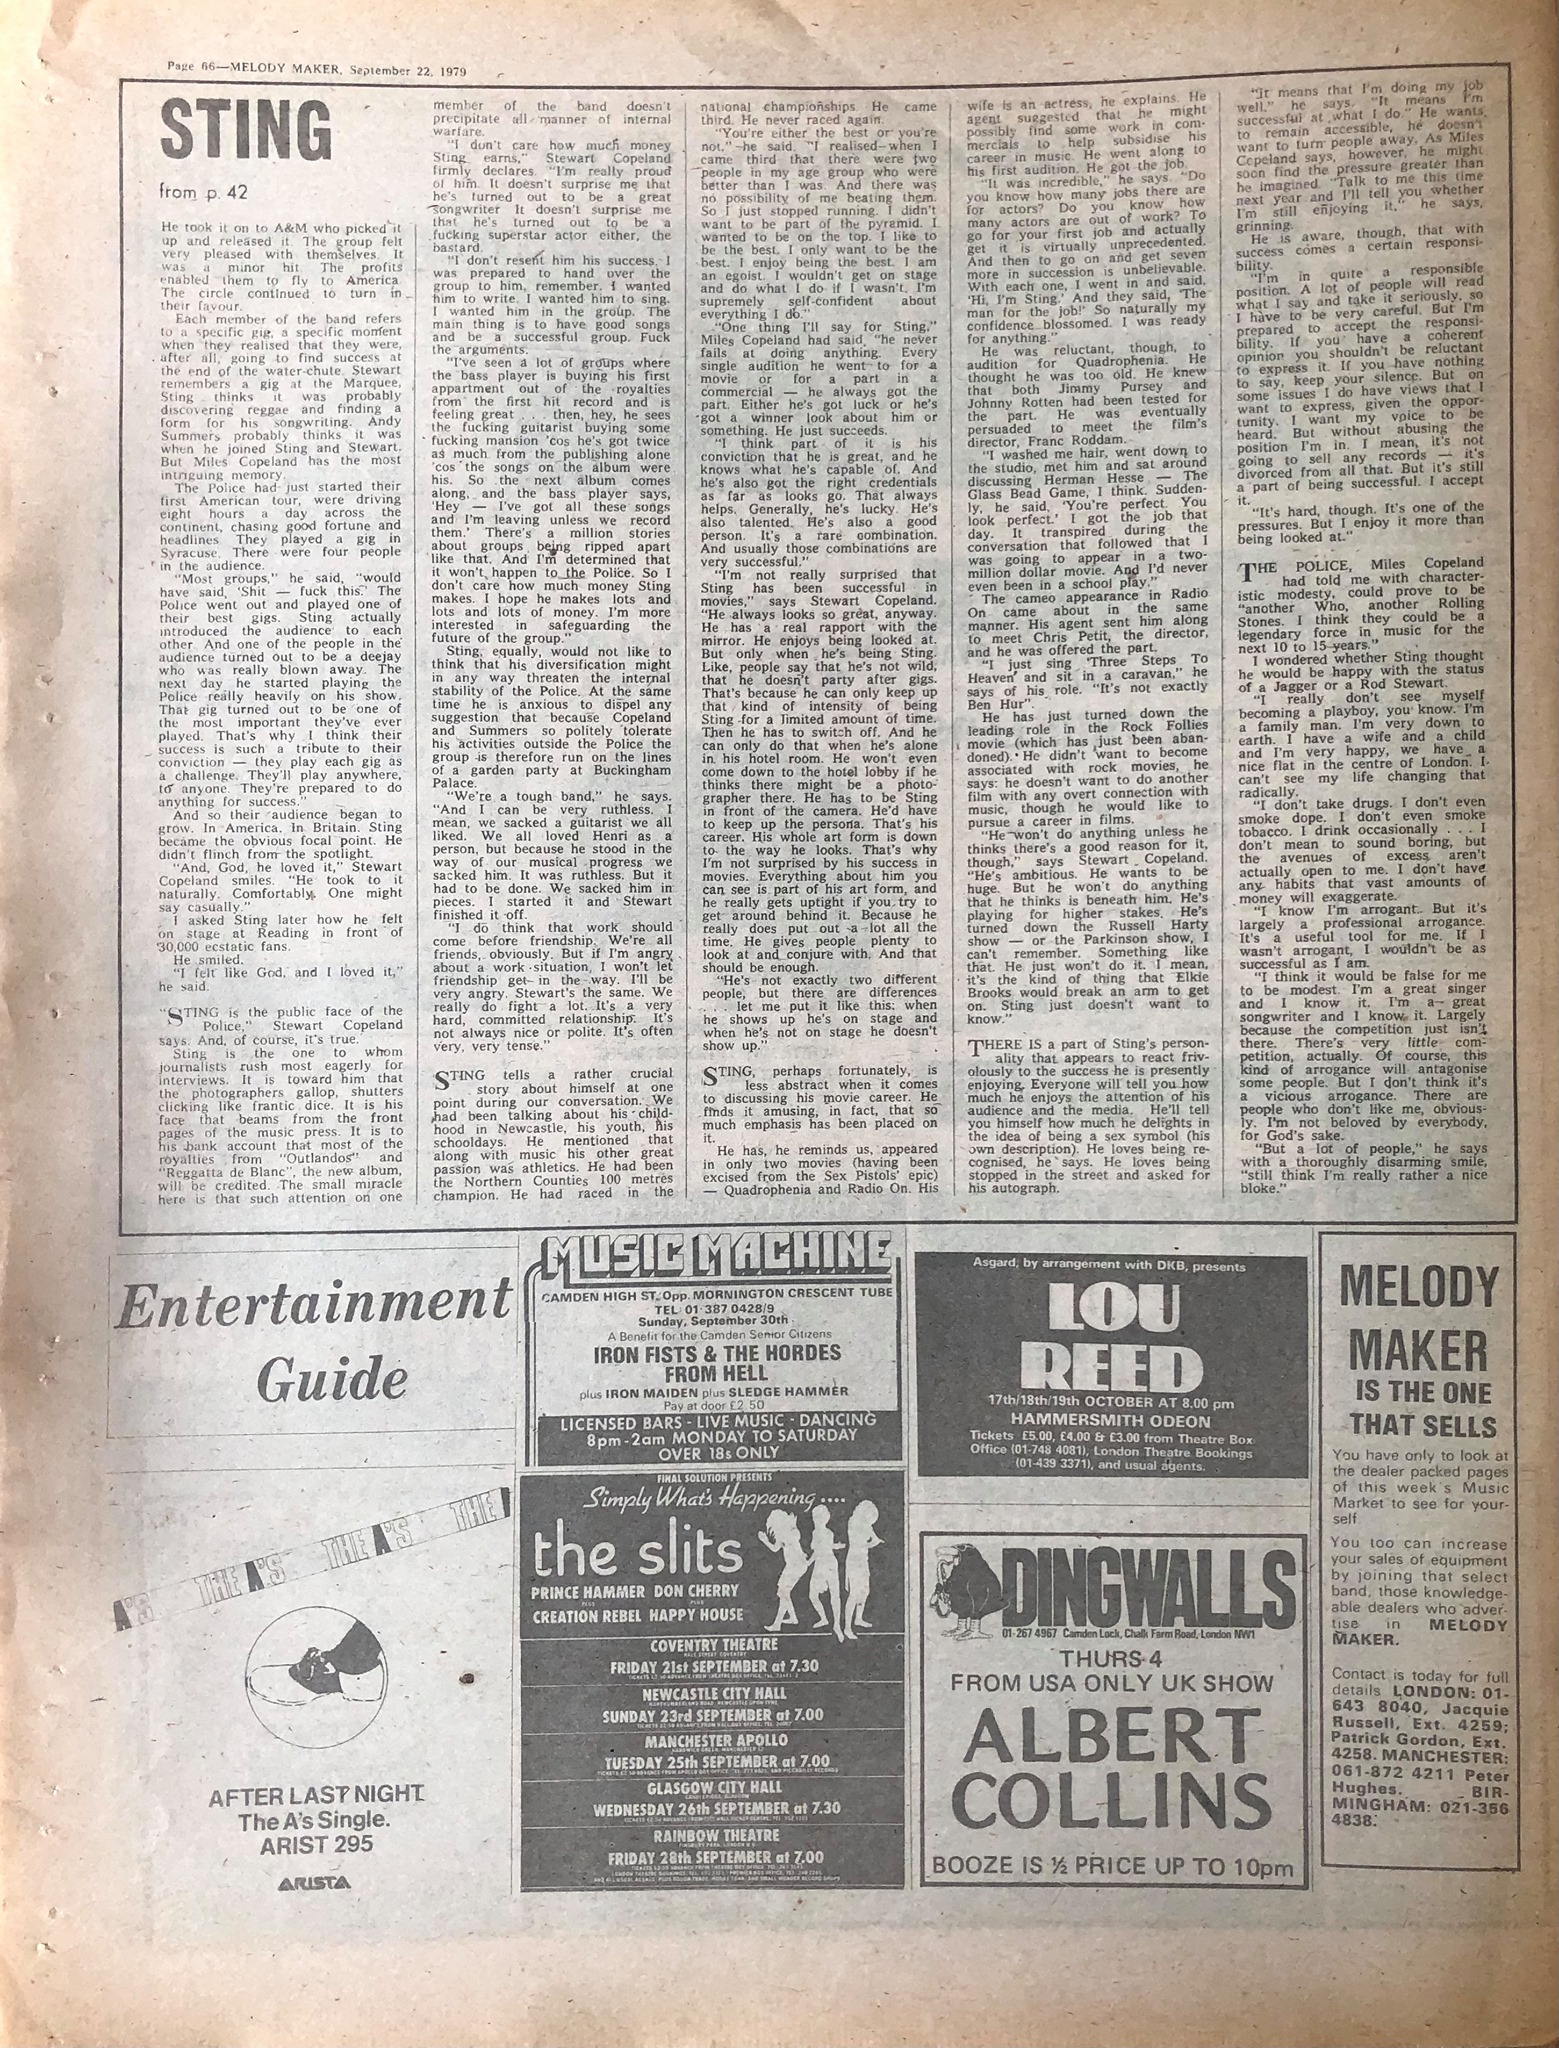 Page 66—MELODY MAKER, September 22, 1979
STING
from p. 42
He took it on to A&M who picked it
up and released it. The group felt
very pleased with themselves. It
was a minor hit. The profits
enabled them to fly to America.
The circle continued to turn in
their favour.
Each member of the band refers
to a specific gig, a specific moment
when they realised that they were,
after all, going to find success at
the end of the water-chute. Stewart
remembers a gig at the Marquee,
Sting thinks it was probably
discovering reggae and finding a
form for his songwriting. Andy
Summers probably thinks it was
when he joined Sting and Stewart.
But Miles Copeland has the most
intriguing memory.
The Police had just started their
first American tour, were driving
eight hours a day across the
continent, chasing good fortune and
headlines. They played a gig in
Syracuse. There were four people
in the audience.
"Most groups," he said, "would
have said, 'Shit — fuck this.' The
Police went out and played one of
their best gigs. Sting actually
introduced the audience to each
other. And one of the people in the
audience turned out to be a deejay
who was really blown away. The
next day he started playing the
Police really heavily on his show.
That gig turned out to be one of
the most important they've ever
played. That's why I think their
success is such a tribute to their
conviction — they play each gig as
a challenge. They'll play anywhere,
to anyone. They're prepared to do
anything for success."
And so their audience began to
grow. In America. In Britain. Sting
became the obvious focal point. He
didn't flinch from the spotlight.
"And, God, he loved it," Stewart
Copeland smiles. "He took to it
naturally. Comfortably. One might
say casually."
I asked Sting later how he felt
on stage at Reading in front of
30,000 ecstatic fans.
He smiled.
"I felt like God, and I loved it,"
he said.
"STING is the public face of the
Police," Stewart Copeland
says. And, of course, it's true.
Sting is the one to whom
journalists rush most eagerly for
interviews. It is toward him that
the photographers gallop, shutters
clicking like frantic dice. It is his
face that beams from the front
pages of the music press. It is to
his bank account that most of the
royalties from "Outlandos" and
"Reggatta de Blanc", the new album,
will be credited. The small miracle
here is that such attention on one
member of the band doesn't
precipitate all manner of internal
warfare.
"I don't care how much money
Sting earns," Stewart Copeland
firmly declares. "I'm really proud
of him. It doesn't surprise me that
he's turned out to be a great
songwriter It doesn't surprise me
that he's turned out to be a
fucking superstar actor either, the
bastard.
"I don't resent him his success. I
was prepared to hand over the
group to him, remember. I wanted
him to write. I wanted him to sing.
I wanted him in the group. The
main thing is to have good songs
and be a successful group. Fuck
the arguments.
"I've seen a lot of groups where
the bass player is buying his first
appartment out of the royalties
from the first hit record and is
feeling great . . . then, hey, he sees
the fucking guitarist buying some
fucking mansion 'cos he's got twice
as much from the publishing alone
'cos the songs on the album were
his. So the next album comes
along, and the bass player says,
'Hey — I've got all these songs
and I'm leaving unless we record
them.' There's a million stories
about groups being ripped apart
like that. And I'm determined that
it won't happen to the Police. So I
don't care how much money Sting
makes. I hope he makes lots and
lots and lots of money. I'm more
interested in safeguarding the
future of the group."
Sting, equally, would not like to
think that his diversification might
in any way threaten the internal
stability of the Police. At the same
time he is anxious to dispel any
suggestion that because Copeland
and Summers so politely tolerate
his activities outside the Police the
group is therefore run on the lines
of a garden party at Buckingham
Palace.
"We're a tough band," he says.
"And I can be very ruthless. I
mean, we sacked a guitarist we all
liked. We all loved Henri as a
person, but because he stood in the
way of our musical progress we
sacked him. It was ruthless. But it
had to be done. We sacked him in
pieces. I started it and Stewart
finished it off.
"I do think that work should
come before friendship. We're all
friends, obviously. But if I'm angry
about a work situation, I won't let
friendship get in the way. I'll be
very angry. Stewart's the same. We
really do fight a lot. It's a very
hard, committed relationship. It's
not always nice or polite. It's often
very, very tense."
STING tells a rather crucial
story about himself at one
point during our conversation. We
had been talking about his child-
hood in Newcastle, his youth, his
schooldays. He mentioned that
along with music his other great
passion was athletics. He had been
the Northern Counties 100 metres
champion. He had raced in the
national championships. He came
third. He never raced again.
"You're either the best or you're
not," he said. "I realised when I
came third that there were two
people in my age group who were
better than I was. And there was
no possibility of me beating them.
So I just stopped running. I didn't
want to be part of the pyramid. I
wanted to be on the top. I like to
be the best. I only want to be the
best. I enjoy being the best. I am
an egoist. I wouldn't get on stage
and do what I do if I wasn't. I'm
supremely self-confident about
everything I do."
"One thing I'll say for Sting,"
Miles Copeland had said, "he never
fails at doing anything. Every
single audition he went to for a
movie or for a part in a
commercial — he always got the
part. Either he's got luck or he's
got a winner look about him or
something. He just succeeds.
"I think part of it is his
conviction that he is great, and he
knows what he's capable of. And
he's also got the right credentials
as far as looks go. That always
helps. Generally, he's lucky. He's
also talented. He's also a good
person. It's a rare combination.
And usually those combinations are
very successful."
"I'm not really surprised that
Sting has been successful in
movies," says Stewart Copeland.
"He always looks so great, anyway.
He has a real rapport with the
mirror. He enjoys being looked at.
But only when he's being Sting.
Like, people say that he's not wild,
that he doesn't party after gigs.
That's because he can only keep up
that kind of intensity of being
Sting for a limited amount of time.
Then he has to switch off. And he
can only do that when he's alone
in his hotel room. He won't even
come down to the hotel lobby if he
thinks there might be a photo-
grapher there. He has to be Sting
in front of the camera. He'd have
to keep up the persona. That's his
career. His whole art form is down
to the way he looks. That's why
I'm not surprised by his success in
movies. Everything about him you
can see is part of his art form, and
he really gets uptight if you try to
get around behind it. Because he
really does put out a lot all the
time. He gives people plenty to
look at and conjure with. And that
should be enough.
"He's not exactly two different
people, but there are differences
. . . . let me put it like this: when
he shows up he's on stage and
when he's not on stage he doesn't
show up."
STING, perhaps fortunately, is
less abstract when it comes
to discussing his movie career. He
finds it amusing, in fact, that so
much emphasis has been placed on
it.
He has, he reminds us, appeared
in only two movies (having been
excised from the Sex Pistols' epic)
— Quadrophenia and Radio On. His
wife is an actress, he explains. He
agent suggested that he might
possibly find some work in com-
mercials to help subsidise his
career in music. He went along to
his first audition. He got the job.
"It was incredible," he says. "Do
you know how many jobs there are
for actors? Do you know how
many actors are out of work? To
go for your first job and actually
get it is virtually unprecedented.
And then to go on and get seven
more in succession is unbelievable.
With each one, I went in and said,
'Hi, I'm Sting.' And they said, 'The
man for the job!' So naturally my
confidence blossomed. I was ready
for anything."
He was reluctant, though, to
audition for Quadrophenia. He
thought he was too old. He knew
that both Jimmy Pursey and
Johnny Rotten had been tested for
the part. He was eventually
persuaded to meet the film's
director, Franc Roddam.
"I washed me hair, went down to
the studio, met him and sat around
discussing Herman Hesse — The
Glass Bead Game, I think. Sudden-
ly, he said, 'You're perfect. You
look perfect.' I got the job that
day. It transpired during the
conversation that followed that I
was going to appear in a two-
million dollar movie. And I'd never
even been in a school play."
The cameo appearance in Radio
On came about in the same
manner. His agent sent him along
to meet Chris Petit, the director,
and he was offered the part.
"I just sing 'Three Steps To
Heaven' and sit in a caravan," he
says of his role. "It's not exactly
Ben Hur".
He has just turned down the
leading role in the Rock Follies
movie (which has just been aban-
doned). He didn't want to become
associated with rock movies, he
says: he doesn't want to do another
film with any overt connection with
music, though he would like to
pursue a career in films.
"He won't do anything unless he
thinks there's a good reason for it,
though," says Stewart Copeland.
"He's ambitious. He wants to be
huge. But he won't do anything
that he thinks is beneath him. He's
playing for higher stakes. He's
turned down the Russell Harty
show — or the Parkinson show, I
can't remember. Something like
that. He just won't do it. I mean,
it's the kind of thing that Elkie
Brooks would break an arm to get
on. Sting just doesn't want to
know."
THERE IS a part of Sting's person-
ality that appears to react friv-
olously to the success he is presently
enjoying. Everyone will tell you how
much he enjoys the attention of his
audience and the media. He'll tell
you himself how much he delights in
the idea of being a sex symbol (his
own description). He loves being re-
cognised, he says. He loves being
stopped in the street and asked for
his autograph.
"It means that I'm doing my job
well," he says. "It means I'm
successful at what I do." He wants
to remain accessible, he doesn't
want to turn people away. As Miles
Copeland says, however, he might
soon find the pressure greater than
he imagined. "Talk to me this time
next year and I'll tell you whether
I'm still enjoying it," he says,
grinning.
He is aware, though, that with
success comes a certain responsi-
bility.
"I'm in quite a responsible
position. A lot of people will read
what I say and take it seriously, so
I have to be very careful. But I'm
prepared to accept the responsi-
bility. If you have a coherent
opinion you shouldn't be reluctant
to express it. If you have nothing
to say, keep your silence. But on
some issues I do have views that I
want to express, given the oppor-
tunity. I want my voice to be
heard. But without abusing the
position I'm in. I mean, it's not
going to sell any records — it's
divorced from all that. But it's still
a part of being successful. I accept
it.
"It's hard, though. It's one of the
pressures. But I enjoy it more than
being looked at."
THE POLICE, Miles Copeland
had told me with character-
istic modesty, could prove to be
"another Who, another Rolling
Stones. I think they could be a
legendary force in music for the
next 10 to 15 years."
I wondered whether Sting thought
he would be happy with the status
of a Jagger or a Rod Stewart.
"I really don't see myself
becoming a playboy, you know. I'm
a family man. I'm very down to
earth. I have a wife and a child
and I'm very happy, we have a
nice flat in the centre of London. I
can't see my life changing that
radically.
"I don't take drugs. I don't even
smoke dope. I don't even smoke
tobacco. I drink occasionally . . . I
don't mean to sound boring, but
the avenues of excess aren't
actually open to me. I don't have
any habits that vast amounts of
money will exaggerate.
"I know I'm arrogant. But it's
largely a professional arrogance.
It's a useful tool for me. If I
wasn't arrogant, I wouldn't be as
successful as I am.
"I think it would be false for me
to be modest. I'm a great singer
and I know it. I'm a great
songwriter and I know it. Largely
because the competition just isn't
there. There's very little com-
petition, actually. Of course, this
kind of arrogance will antagonise
some people. But I don't think it's
a vicious arrogance. There are
people who don't like me, obvious-
ly. I'm not beloved by everybody,
for God's sake.
"But a lot of people," he says
with a thoroughly disarming smile,
"still think I'm really rather a nice
bloke."
Entertainment
Guide
THE A'S THE A'S THE
A'S
AFTER LAST NIGHT
The A's Single.
ARIST 295
ARISTA
MUSIC MACHINE
CAMDEN HIGH ST. Opp. MORNINGTON CRESCENT TUBE
TEL 01-387 0428/9
Sunday, September 30th
A Benefit for the Camden Senior Citizens
IRON FISTS & THE HORDES
FROM HELL
plus IRON MAIDEN plus SLEDGE HAMMER
Pay at door £2.50
LICENSED BARS - LIVE MUSIC - DANCING
8pm-2am MONDAY TO SATURDAY
OVER 18s ONLY
FINAL SOLUTION PRESENTS
Simply What's Happening....
the slits
PRINCE HAMMER DON CHERRY
PLUS PLUS
CREATION REBEL HAPPY HOUSE
COVENTRY THEATRE
FRIDAY 21st SEPTEMBER at 7.30
NEWCASTLE CITY HALL
SUNDAY 23rd SEPTEMBER at 7.00
MANCHESTER APOLLO
TUESDAY 25th SEPTEMBER at 7.00
GLASGOW CITY HALL
WEDNESDAY 26th SEPTEMBER at 7.30
RAINBOW THEATRE
FRIDAY 28th SEPTEMBER at 7.00
Asgard, by arrangement with DKB, presents
LOU
REED
17th/18th/19th OCTOBER AT 8.00 pm
HAMMERSMITH ODEON
Tickets £5.00, £4.00 & £3.00 from Theatre Box
Office (01-748 4081), London Theatre Bookings
(01-439 3371), and usual agents.
DINGWALLS
01-267 4967 Camden Lock, Chalk Farm Road, London NW1
THURS 4
FROM USA ONLY UK SHOW
ALBERT
COLLINS
BOOZE IS ½ PRICE UP TO 10pm
MELODY
MAKER
IS THE ONE
THAT SELLS
You have only to look at
the dealer packed pages
of this week's Music
Market to see for your-
self
You too can increase
your sales of equipment
by joining that select
band, those knowledge-
able dealers who adver-
tise in MELODY
MAKER.
Contact is today for full
details LONDON: 01-
643 8040, Jacquie
Russell, Ext. 4259;
Patrick Gordon, Ext.
4258. MANCHESTER:
061-872 4211 Peter
Hughes. BIR-
MINGHAM: 021-356
4838.